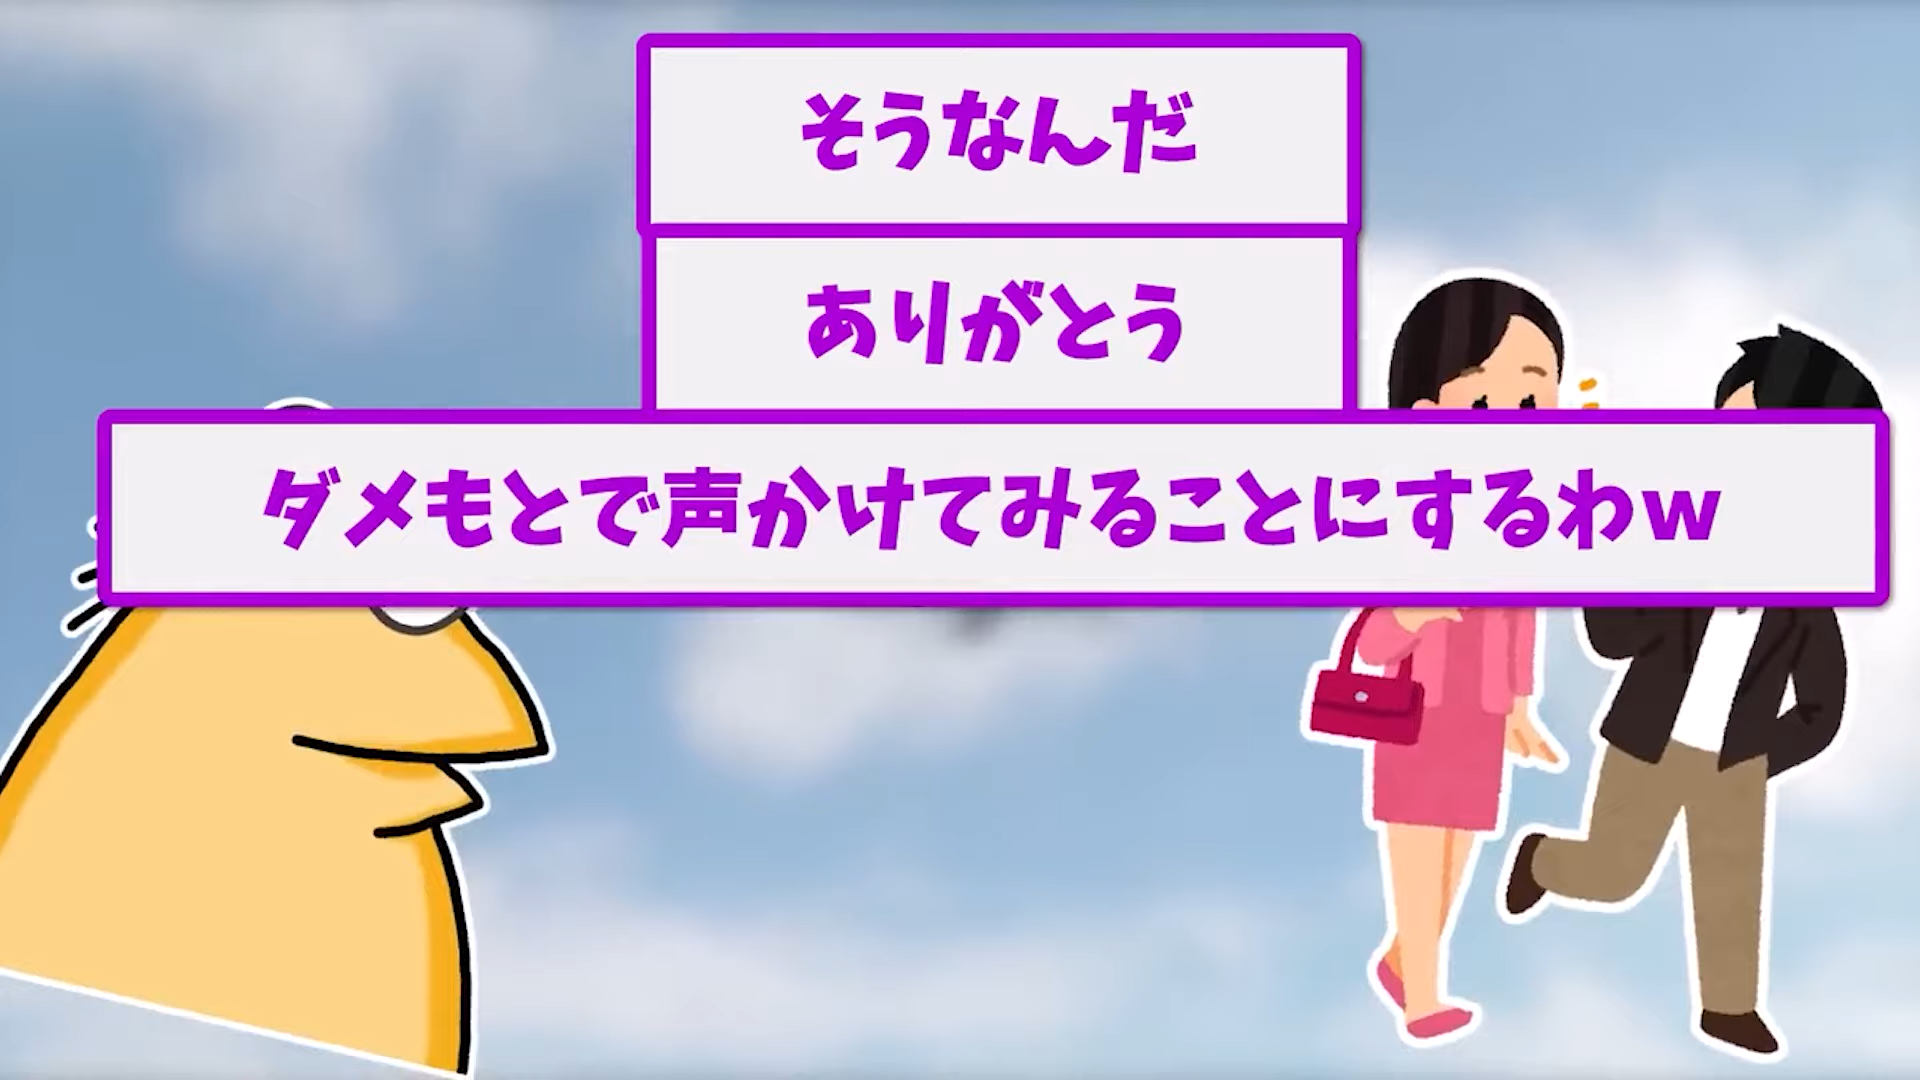 そうなんだ
ありがとう
ダメもとで声かけてみることにするわw